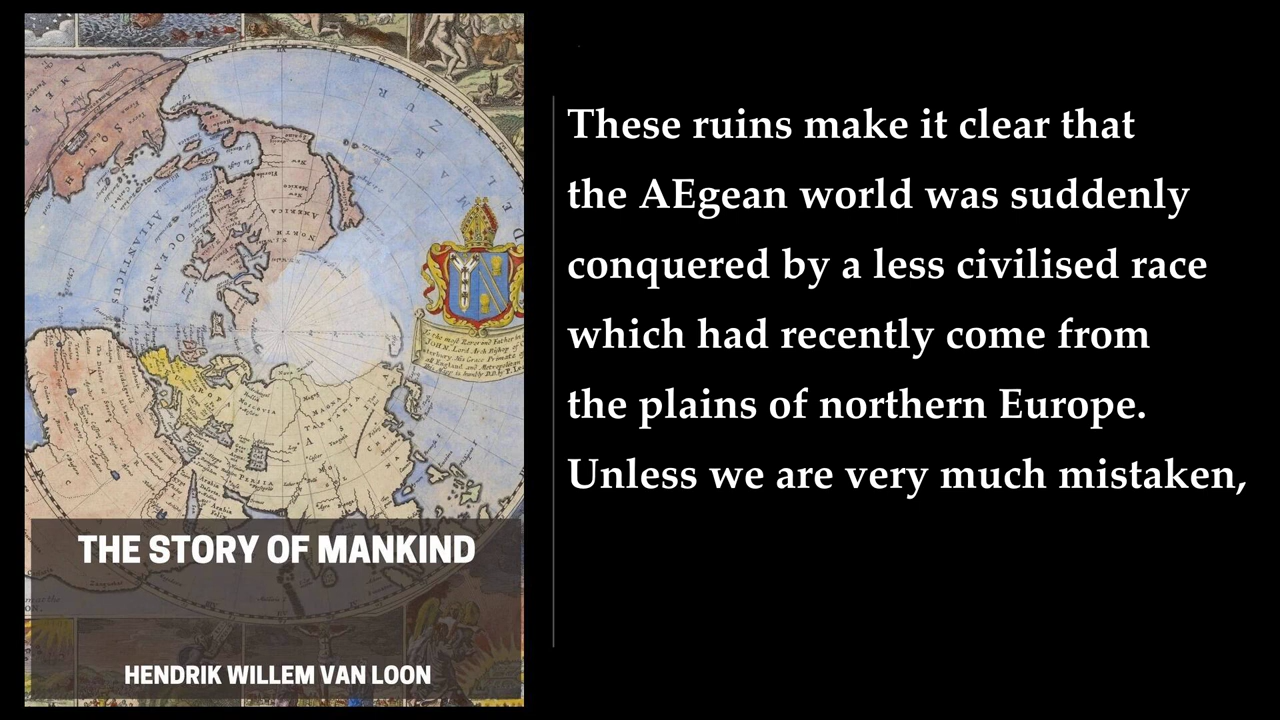 THE STORY OF MANKIND
HENDRIK WILLEM VAN LOON
These ruins make it clear that
the AEgean world was suddenly
conquered by a less civilised race
which had recently come from
the plains of northern Europe.
Unless we are very much mistaken,